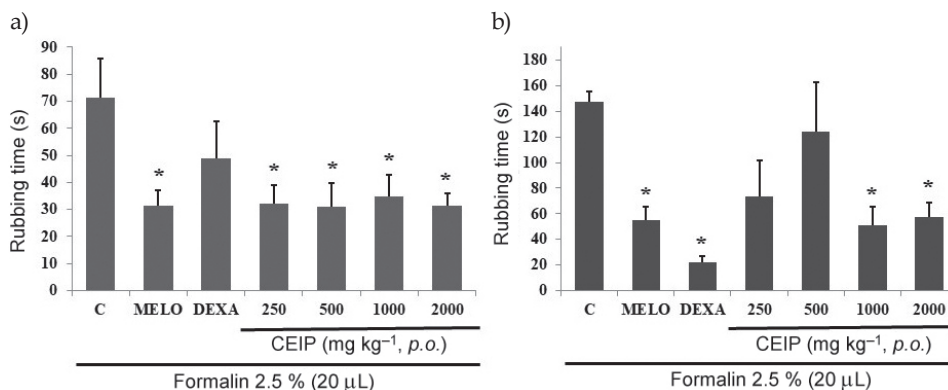 a)
Rubbing time (s)
90
80
70
60
50
40
30
20
10
0
*
*
*
*
*
C MELO DEXA 250 500 1000 2000
CEIP (mg kg⁻¹, p.o.)
Formalin 2.5 % (20 μL)
b)
Rubbing time (s)
180
160
140
120
100
80
60
40
20
0
*
*
*
*
C MELO DEXA 250 500 1000 2000
CEIP (mg kg⁻¹, p.o.)
Formalin 2.5 % (20 μL)